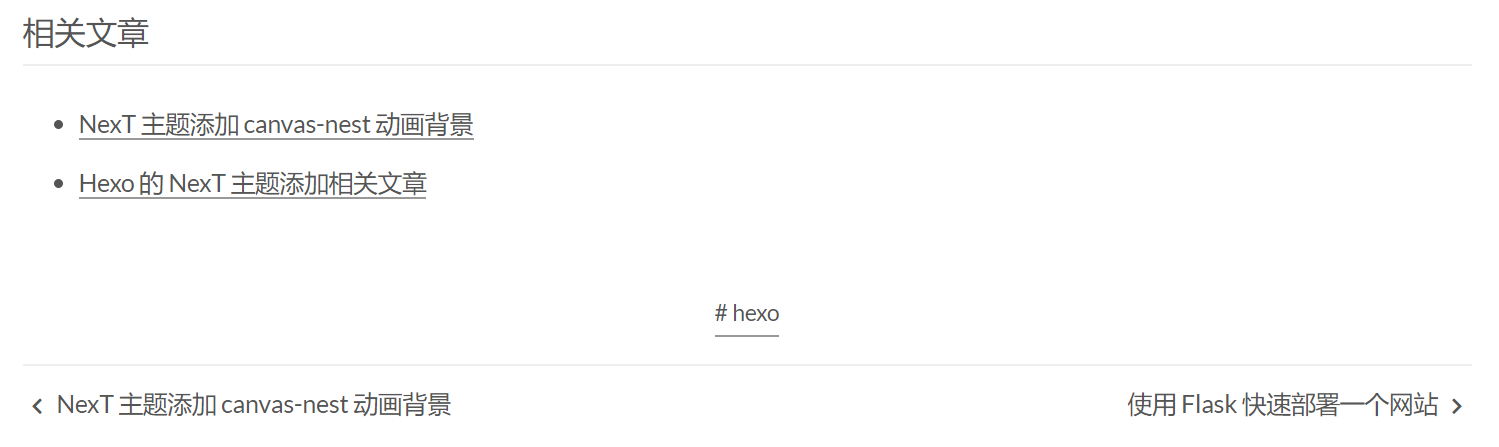 相关文章
NexT 主题添加 canvas-nest 动画背景
Hexo 的 NexT 主题添加相关文章
# hexo
NexT 主题添加 canvas-nest 动画背景
使用 Flask 快速部署一个网站